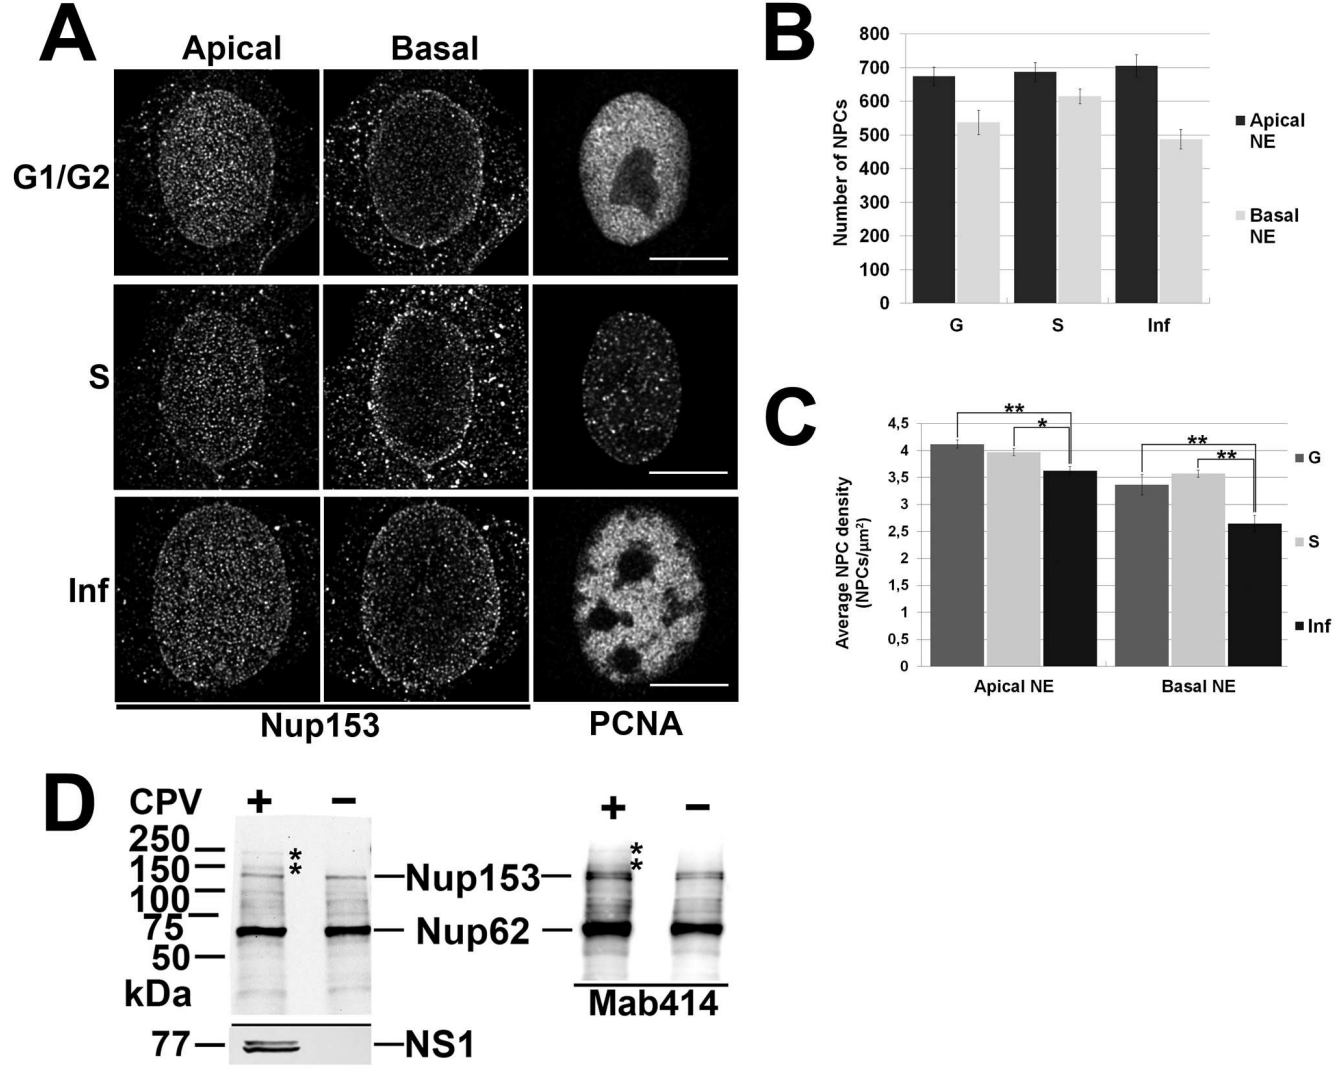 A
Apical Basal
G1/G2
S
Inf
Nup153 PCNA
B
800
700
600
500
400
300
200
100
0
Number of NPCs
G S Inf
Apical
NE
Basal
NE
C
4,5
4
3,5
3
2,5
2
1,5
1
0,5
0
Average NPC density
(NPCs/µm²)
** *
** **
Apical NE Basal NE
G
S
Inf
D
CPV + − + −
250
150
100
75
50
kDa
*
*
*
*
Nup153
Nup62
Mab414
77 NS1